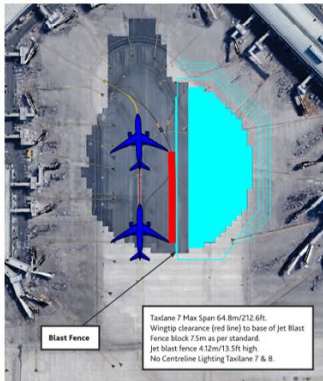 Blast Fence
Taxlane 7 Max Span 64.8m/212.6ft.
Wingtip clearance (red line) to base of Jet Blast
Fence block 7.5m as per standard.
Jet blast fence 4.12m/13.5ft high.
No Centreline Lighting Taxilane 7 & 8.